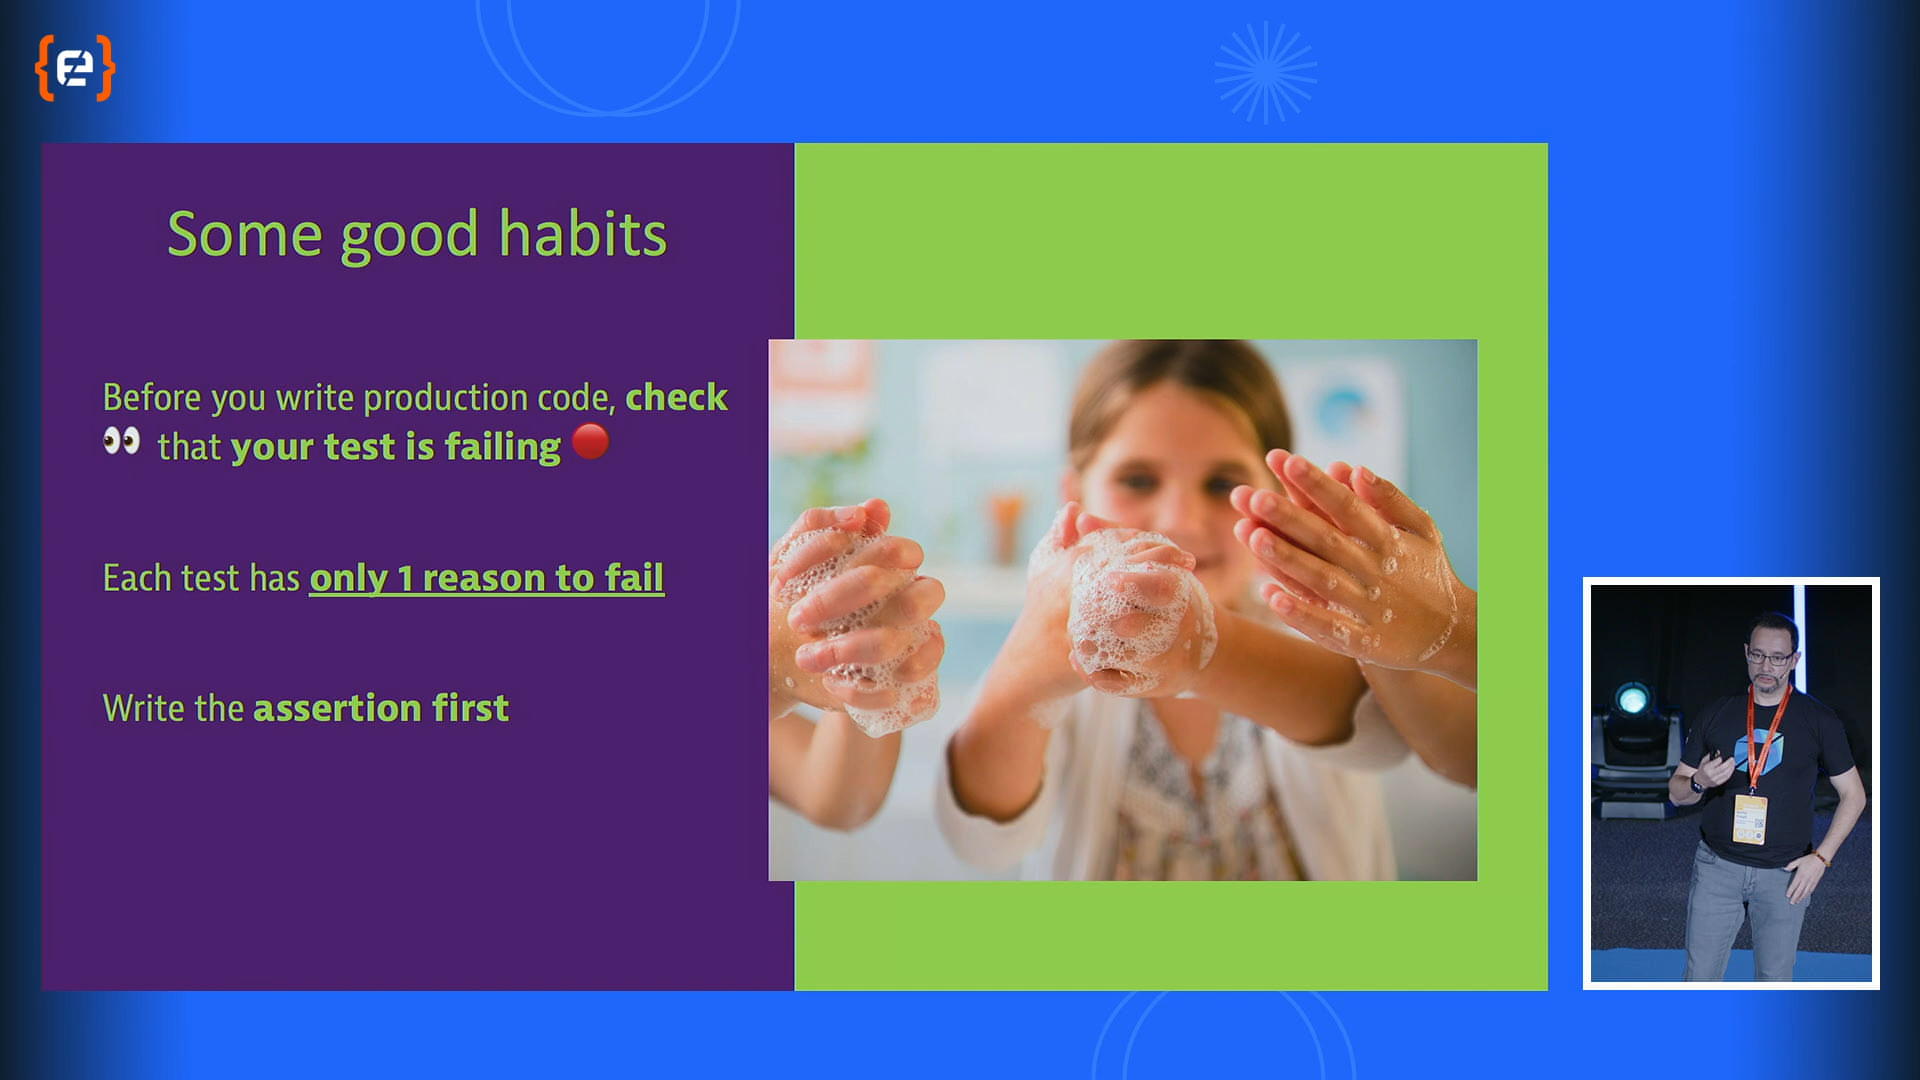 Some good habits
Before you write production code, check
👀 that your test is failing 🔴
Each test has only 1 reason to fail
Write the assertion first